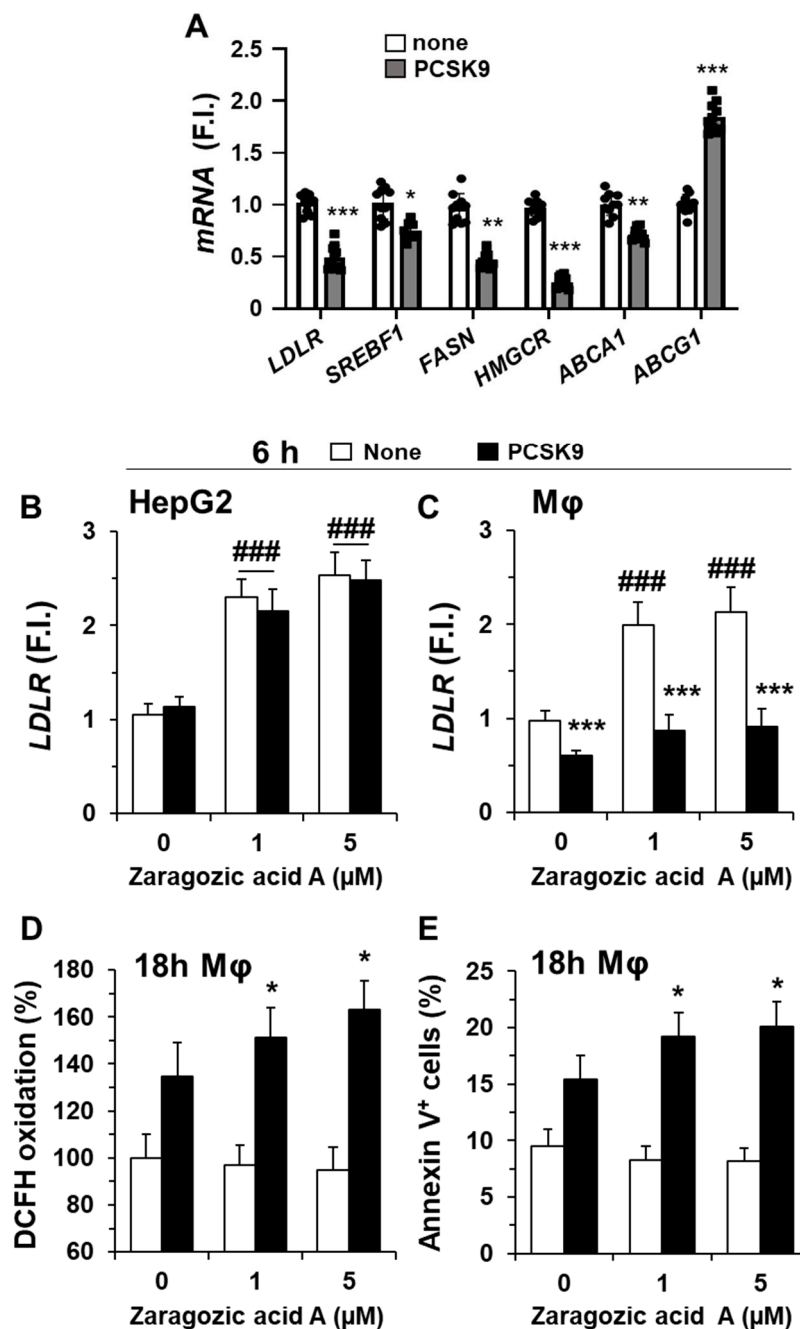 A
none
PCSK9
mRNA (F.I.)
2.5
2.0
1.5
1.0
0.5
0
***
*
**
***
**
***
LDLR
SREBF1
FASN
HMGCR
ABCA1
ABCG1
6 h None PCSK9
B HepG2
LDLR (F.I.)
3
2
1
0
###
###
0 1 5
Zaragozic acid A (µM)
C Mφ
LDLR (F.I.)
3
2
1
0
***
###
***
###
***
0 1 5
Zaragozic acid A (µM)
D
18h Mφ
DCFH oxidation (%)
180
160
140
120
100
80
60
*
*
0 1 5
Zaragozic acid A (µM)
E
18h Mφ
Annexin V⁺ cells (%)
25
20
15
10
5
0
*
*
0 1 5
Zaragozic acid A (µM)